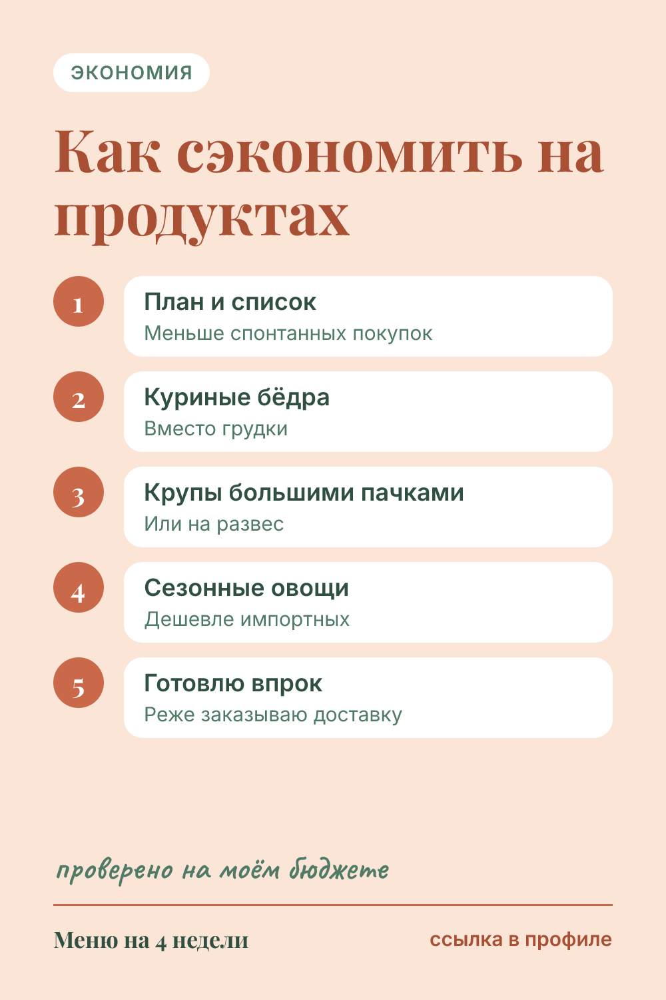 ЭКОНОМИЯ
Как сэкономить на
продуктах
1
План и список
Меньше спонтанных покупок
2
Куриные бёдра
Вместо грудки
3
Крупы большими пачками
Или на развес
4
Сезонные овощи
Дешевле импортных
5
Готовлю впрок
Реже заказываю доставку
проверено на моём бюджете
Меню на 4 недели
ссылка в профиле